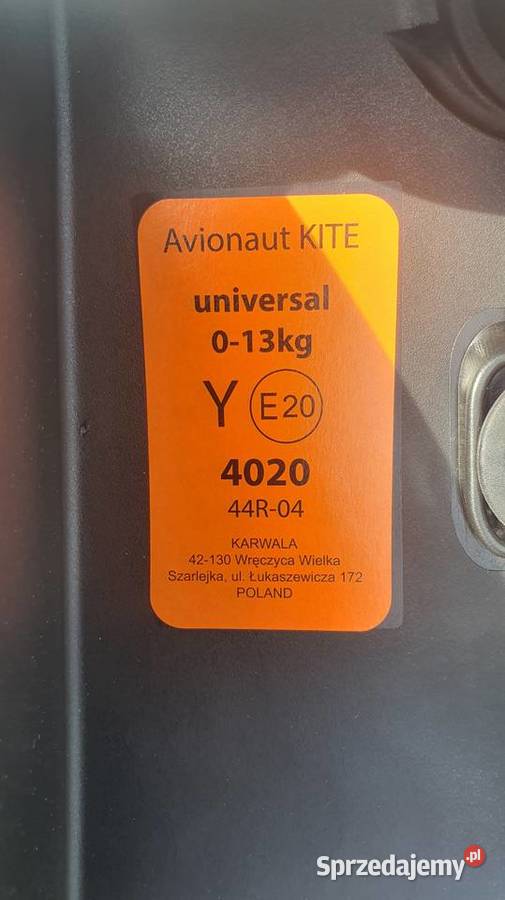 Avionaut KITE
universal
0-13kg
Y E20
4020
44R-04
KARWALA
42-130 Wręczyca Wielka
Szarlejka, ul. Łukaszewicza 172
POLAND
Sprzedajemy.pl